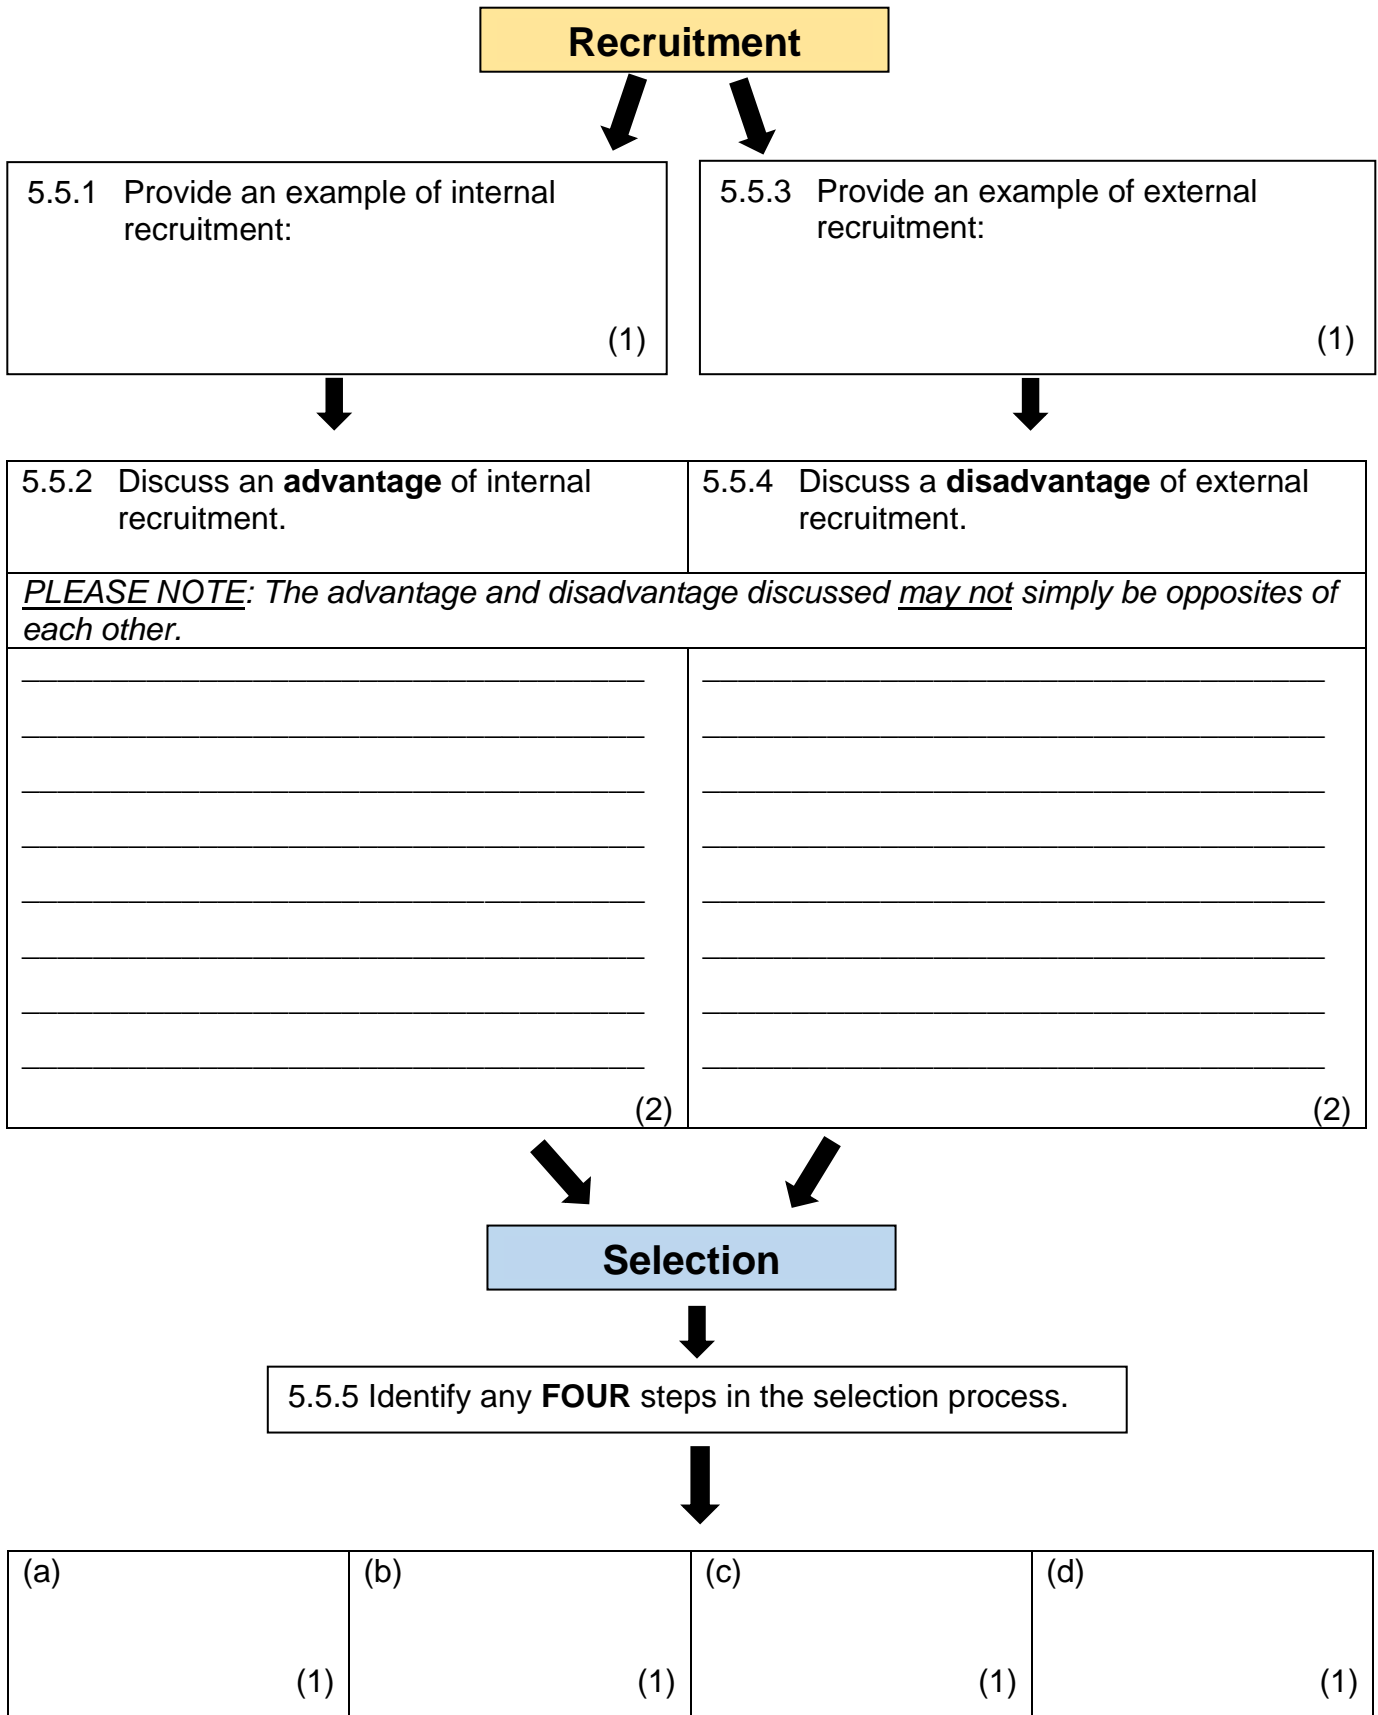 Recruitment
5.5.1 Provide an example of internal
recruitment:
(1)
5.5.3 Provide an example of external
recruitment:
(1)
5.5.2 Discuss an advantage of internal
recruitment.
5.5.4 Discuss a disadvantage of external
recruitment.
PLEASE NOTE: The advantage and disadvantage discussed may not simply be opposites of
each other.
(2)
(2)
Selection
5.5.5 Identify any FOUR steps in the selection process.
(a)
(1)
(b)
(1)
(c)
(1)
(d)
(1)